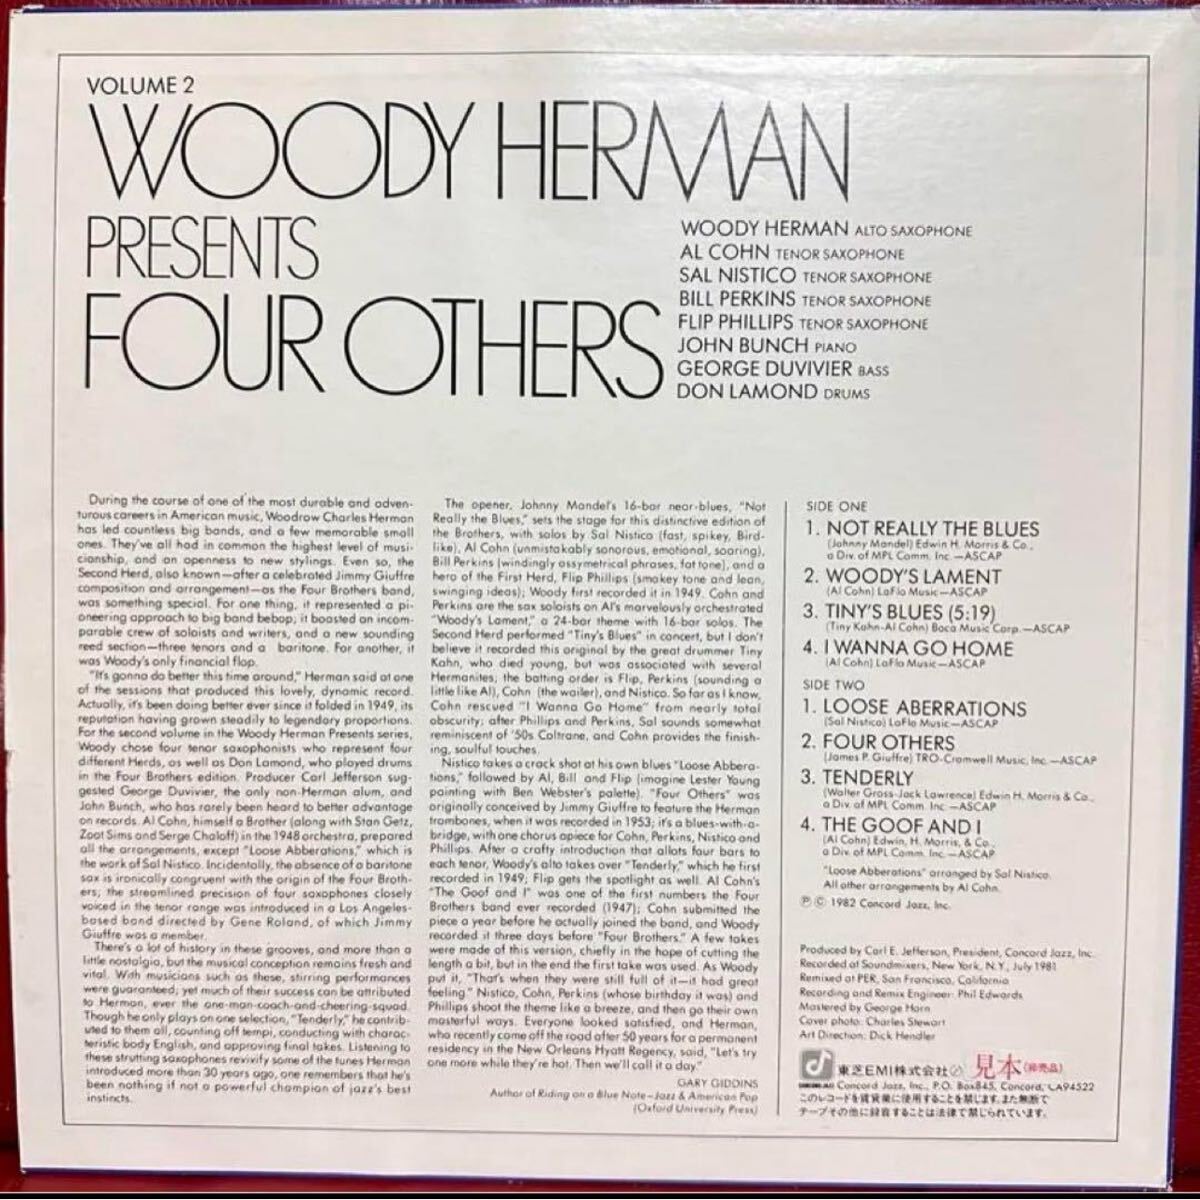 VOLUME 2
WOODY HERMAN
PRESENTS
FOUR OTHERS
WOODY HERMAN ALTO SAXOPHONE
AL COHN TENOR SAXOPHONE
SAL NISTICO TENOR SAXOPHONE
BILL PERKINS TENOR SAXOPHONE
FLIP PHILLIPS TENOR SAXOPHONE
JOHN BUNCH PIANO
GEORGE DUVIVIER BASS
DON LAMOND DRUMS
During the course of one of the most durable and adven-
turous careers in American music, Woodrow Charles Herman
has led countless big bands, and a few memorable small
ones. They've all had in common the highest level of musi-
cianship, and an openness to new stylings. Even so, the
Second Herd, also known—after a celebrated Jimmy Giuffre
composition and arrangement—as the Four Brothers band,
was something special. For one thing, it represented a pi-
oneering approach to big band bebop; it boasted an incom-
parable crew of soloists and writers, and a new sounding
reed section—three tenors and a baritone. For another, it
was Woody's only financial flop.
"It's gonna do better this time around," Herman said at one
of the sessions that produced this lovely, dynamic record.
Actually, it's been doing better ever since it folded in 1949, its
reputation having grown steadily to legendary proportions.
For the second volume in the Woody Herman Presents series,
Woody chose four tenor saxophonists who represent four
different Herds, as well as Don Lamond, who played drums
in the Four Brothers edition. Producer Carl Jefferson sug-
gested George Duvivier, the only non-Herman alum, and
John Bunch, who has rarely been heard to better advantage
on records. Al Cohn, himself a Brother (along with Stan Getz,
Zoot Sims and Serge Chaloff) in the 1948 orchestra, prepared
all the arrangements, except "Loose Abberations," which is
the work of Sal Nistico. Incidentally, the absence of a baritone
sax is ironically congruent with the origin of the Four Broth-
ers; the streamlined precision of four saxophones closely
voiced in the tenor range was introduced in a Los Angeles-
based band directed by Gene Roland, of which Jimmy
Giuffre was a member.
There's a lot of history in these grooves, and more than a
little nostalgia, but the musical conception remains fresh and
vital. With musicians such as these, stirring performances
were guaranteed; yet much of their success can be attributed
to Herman, ever the one-man-coach-and-cheering-squad.
Though he only plays on one selection, "Tenderly," he contrib-
uted to them all, counting off tempi, conducting with charac-
teristic body English, and approving final takes. Listening to
these strutting saxophones revivify some of the tunes Herman
introduced more than 30 years ago, one remembers that he's
been nothing if not a powerful champion of jazz's best
instincts.
The opener, Johnny Mandel's 16-bar near-blues, "Not
Really the Blues," sets the stage for this distinctive edition of
the Brothers, with solos by Sal Nistico (fast, spikey, Bird-
like), Al Cohn (unmistakably sonorous, emotional, soaring),
Bill Perkins (windingly assymetrical phrases, fat tone), and a
hero of the First Herd, Flip Phillips (smokey tone and lean,
swinging ideas); Woody first recorded it in 1949. Cohn and
Perkins are the sax soloists on Al's marvelously orchestrated
"Woody's Lament," a 24-bar theme with 16-bar solos. The
Second Herd performed "Tiny's Blues" in concert, but I don't
believe it recorded this original by the great drummer Tiny
Kahn, who died young, but was associated with several
Hermanites; the batting order is Flip, Perkins (sounding a
little like Al), Cohn (the wailer), and Nistico. So far as I know,
Cohn rescued "I Wanna Go Home" from nearly total
obscurity; after Phillips and Perkins, Sal sounds somewhat
reminiscent of '50s Coltrane, and Cohn provides the finish-
ing, soulful touches.
Nistico takes a crack shot at his own blues "Loose Abbera-
tions," followed by Al, Bill and Flip (imagine Lester Young
painting with Ben Webster's palette). "Four Others" was
originally conceived by Jimmy Giuffre to feature the Herman
trombones, when it was recorded in 1953; it's a blues-with-a-
bridge, with one chorus apiece for Cohn, Perkins, Nistico and
Phillips. After a crafty introduction that allots four bars to
each tenor, Woody's alto takes over "Tenderly," which he first
recorded in 1949; Flip gets the spotlight as well. Al Cohn's
"The Goof and I" was one of the first numbers the Four
Brothers band ever recorded (1947); Cohn submitted the
piece a year before he actually joined the band, and Woody
recorded it three days before "Four Brothers." A few takes
were made of this version, chiefly in the hope of cutting the
length a bit, but in the end the first take was used. As Woody
put it, "That's when they were still full of it—it had great
feeling." Nistico, Cohn, Perkins (whose birthday it was) and
Phillips shoot the theme like a breeze, and then go their own
masterful ways. Everyone looked satisfied, and Herman,
who recently came off the road after 50 years for a permanent
residency in the New Orleans Hyatt Regency, said, "Let's try
one more while they're hot. Then we'll call it a day."
GARY GIDDINS
Author of Riding on a Blue Note—Jazz & American Pop
(Oxford University Press)
SIDE ONE
1. NOT REALLY THE BLUES
(Johnny Mandel) Edwin H. Morris & Co.,
a Div. of MPL Comm. Inc.—ASCAP
2. WOODY'S LAMENT
(Al Cohn) LaFlo Music—ASCAP
3. TINY'S BLUES (5:19)
(Tiny Kahn-Al Cohn) Boca Music Corp.—ASCAP
4. I WANNA GO HOME
(Al Cohn) LaFlo Music—ASCAP
SIDE TWO
1. LOOSE ABERRATIONS
(Sal Nistico) LaFlo Music—ASCAP
2. FOUR OTHERS
(James P. Giuffre) TRO-Cromwell Music, Inc.—ASCAP
3. TENDERLY
(Walter Gross-Jack Lawrence) Edwin H. Morris & Co.,
a Div. of MPL Comm. Inc.—ASCAP
4. THE GOOF AND I
(Al Cohn) Edwin, H. Morris, & Co.,
a Div. of MPL Comm. Inc.—ASCAP
"Loose Abberations" arranged by Sal Nistico.
All other arrangements by Al Cohn.
℗ © 1982 Concord Jazz, Inc.
Produced by Carl E. Jefferson, President, Concord Jazz, Inc.
Recorded at Soundmixers, New York, N.Y., July 1981
Remixed at PER, San Francisco, California
Recording and Remix Engineer: Phil Edwards
Mastered by George Horn
Cover photo: Charles Stewart
Art Direction: Dick Hendler
東芝EMI株式会社 見本(非売品)
CONCORD JAZZ Concord Jazz, Inc., P.O. Box 845, Concord, CA 94522
このレコードを賃貸業に使用することを禁じます。また無断で
テープその他に録音することは法律で禁じられています。